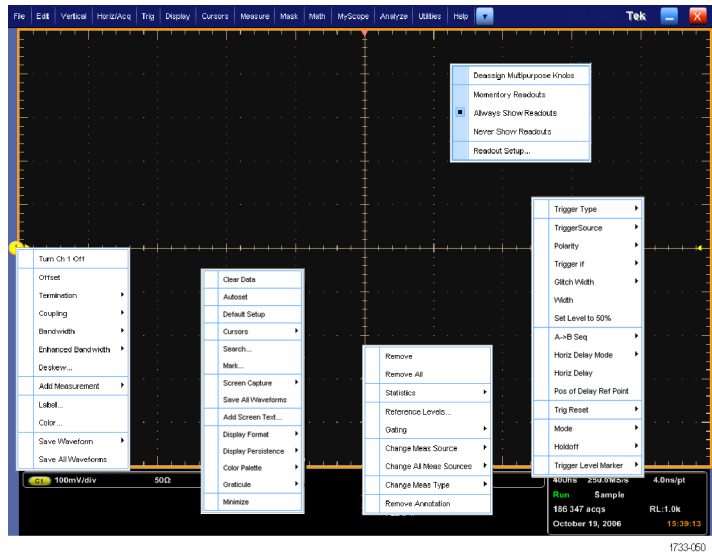 File Edit Vertical Horiz/Acq Trig Display Cursors Measure Mask Math MyScope Analyze Utilities Help Tek X
Deassign Multipurpose Knobs
Momentory Readouts
Always Show Readouts
Never Show Readouts
Readout Setup...
Trigger Type
TriggerSource
Polarity
Trigger if
Glitch Width
Width
Set Level to 50%
A->B Seq
Horiz Delay Mode
Horiz Delay
Pos of Delay Ref Point
Trig Reset
Mode
Holdoff
Trigger Level Marker
Turn Ch 1 Off
Offset
Termination
Coupling
Bandwidth
Enhanced Bandwidth
Deskew...
Add Measurement
Label...
Color...
Save Waveform
Save All Waveforms
Clear Data
Autoset
Default Setup
Cursors
Search...
Mark...
Screen Capture
Save All Waveforms
Add Screen Text...
Display Format
Display Persistence
Color Palette
Graticule
Minimize
Remove
Remove All
Statistics
Reference Levels...
Gating
Change Meas Source
Change All Meas Sources
Change Meas Type
Remove Annotation
C1 100mV/div 50Ω
400ns 250.0MS/s 4.0ns/pt
Run Sample
186 347 acqs RL:1.0k
October 19, 2006 15:39:13
1733-050